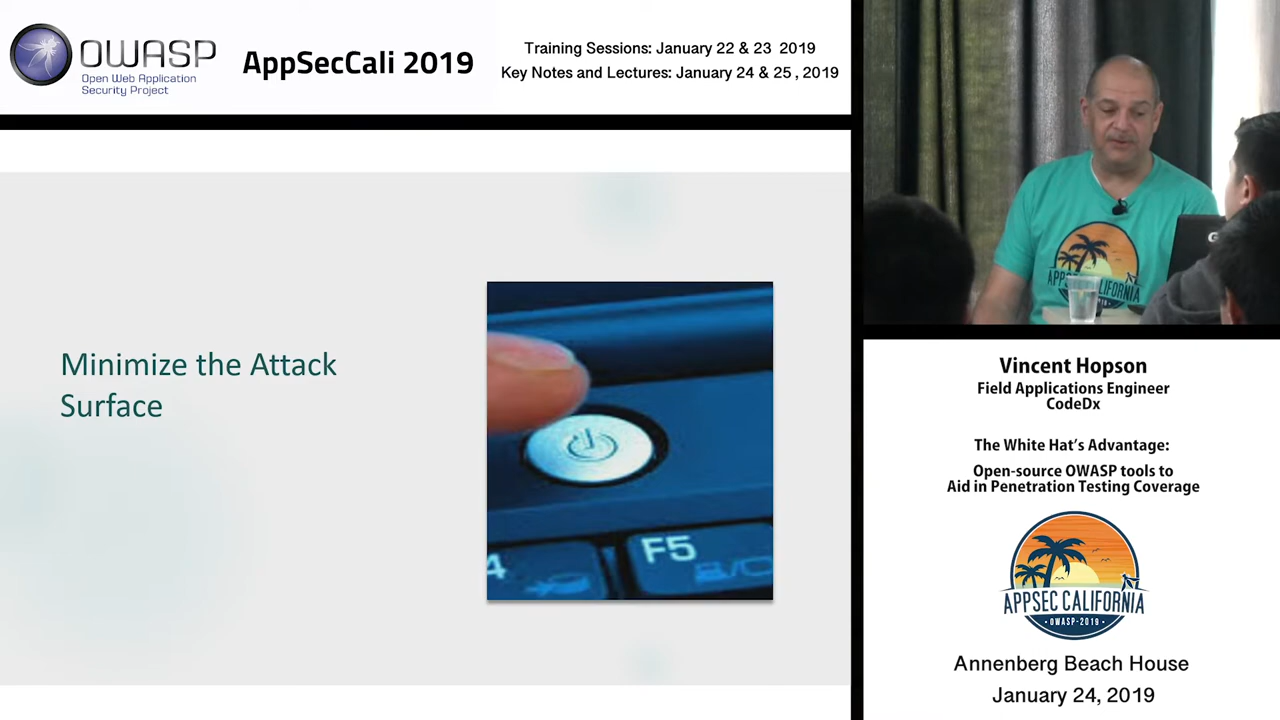 OWASP
Open Web Application
Security Project
AppSecCali 2019
Training Sessions: January 22 & 23 2019
Key Notes and Lectures: January 24 & 25, 2019
Minimize the Attack
Surface
4
F5
APPSEC CALIFORNIA
Vincent Hopson
Field Applications Engineer
CodeDx
The White Hat's Advantage:
Open-source OWASP tools to
Aid in Penetration Testing Coverage
APPSEC CALIFORNIA
• OWASP-2019 •
Annenberg Beach House
January 24, 2019